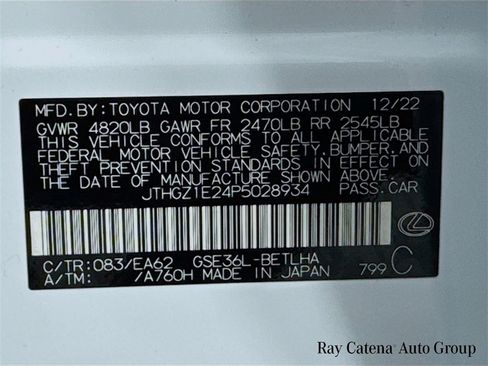 MFD.BY:TOYOTA MOTOR CORPORATION 12/22
GVWR 4820LB GAWR FR 2470LB RR 2545LB
THIS VEHICLE CONFORMS TO ALL APPLICABLE
FEDERAL MOTOR VEHICLE SAFETY, BUMPER, AND
THEFT PREVENTION STANDARDS IN EFFECT ON
THE DATE OF MANUFACTURE SHOWN ABOVE.
JTHGZ1E24P5028934 PASS.CAR
C/TR:083/EA62 GSE36L-BETLHA
A/TM: /A760H MADE IN JAPAN 799 C
Ray Catena Auto Group